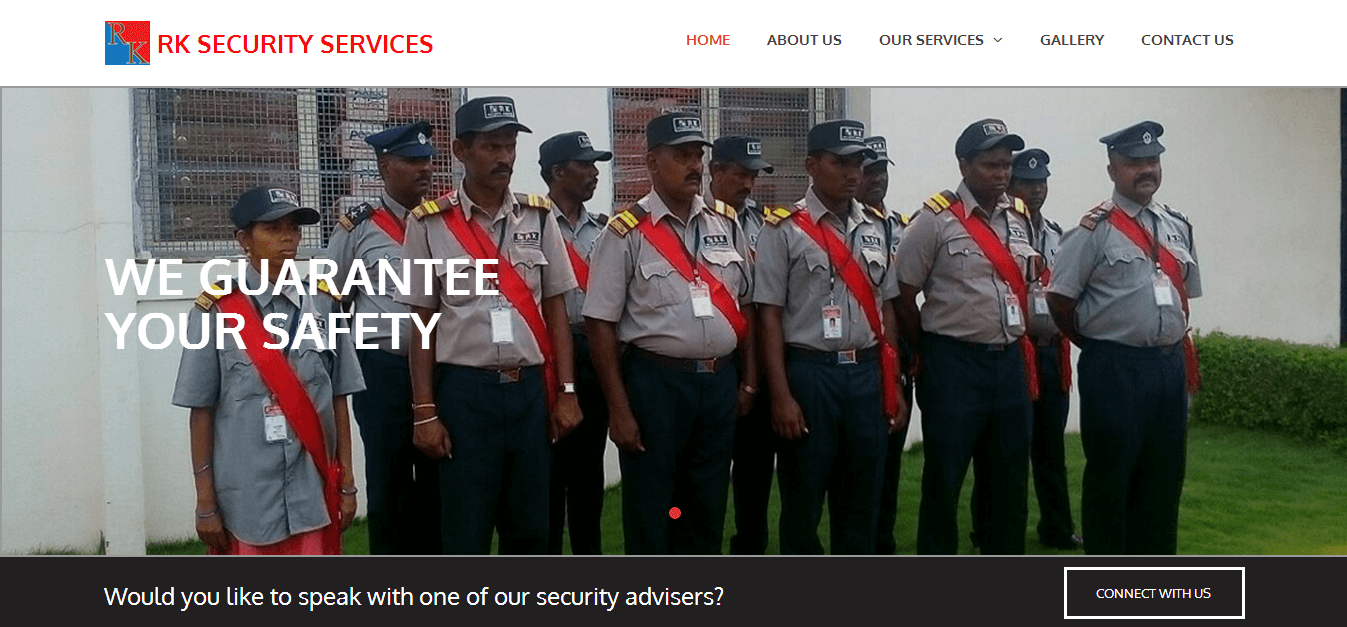 RK
RK SECURITY SERVICES
HOME
ABOUT US
OUR SERVICES
GALLERY
CONTACT US
WE GUARANTEE
YOUR SAFETY
Would you like to speak with one of our security advisers?
CONNECT WITH US